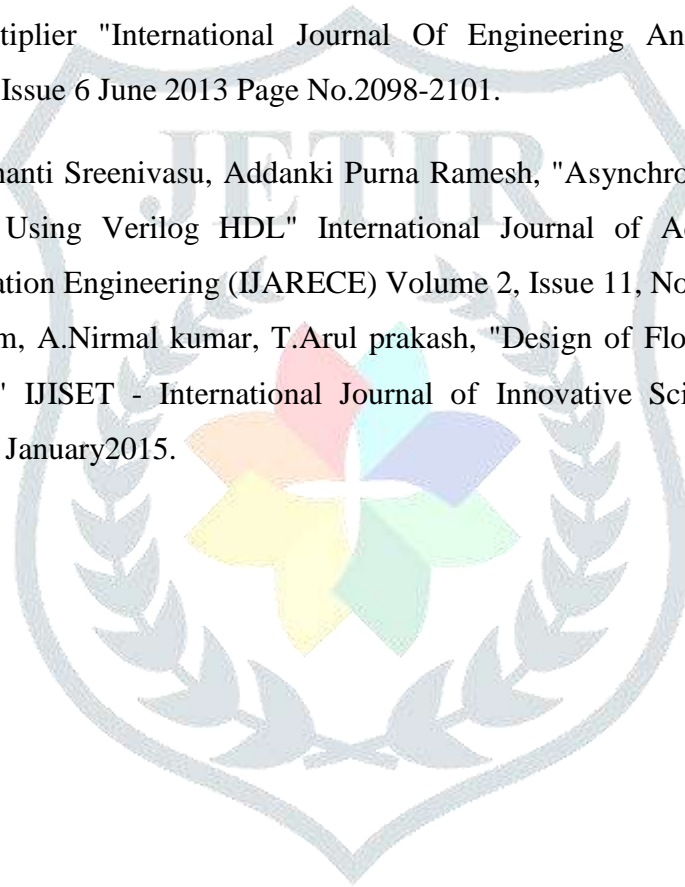 tiplier "International Journal Of Engineering An
Issue 6 June 2013 Page No.2098-2101.
JETIR
anti Sreenivasu, Addanki Purna Ramesh, "Asynchro
Using Verilog HDL" International Journal of A
ation Engineering (IJARECE) Volume 2, Issue 11, No
m, A.Nirmal kumar, T.Arul prakash, "Design of Flo
IJISET - International Journal of Innovative Sci
January2015.